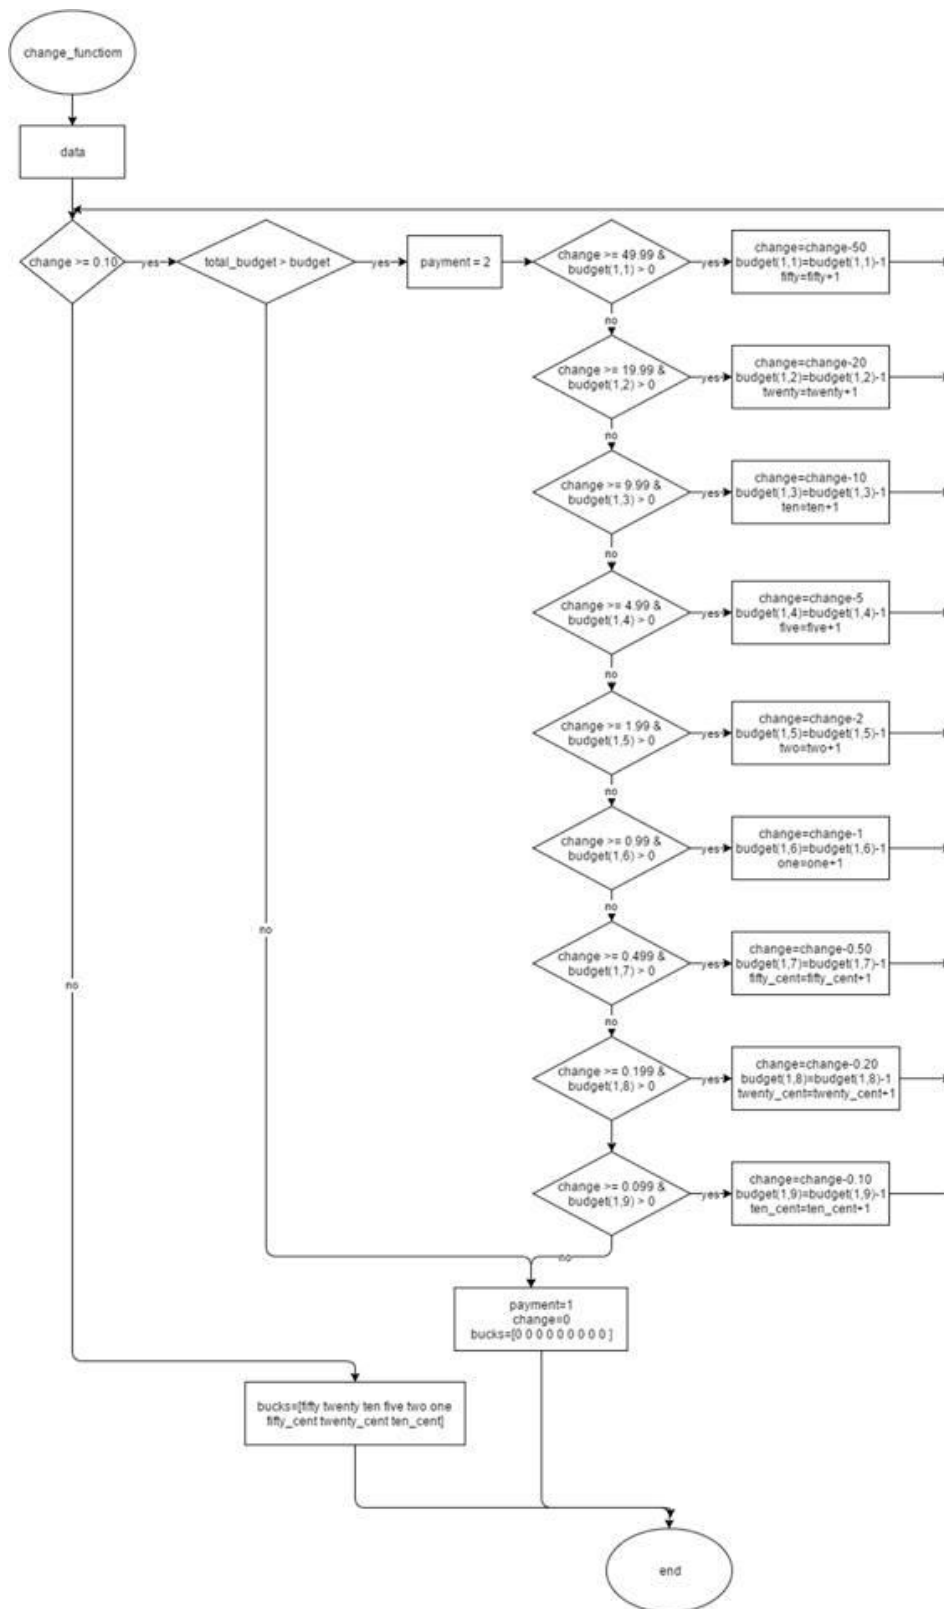 change_functiom
data
change >= 0.10
yes
total_budget > budget
yes
payment = 2
change >= 49.99 &
budget(1,1) > 0
yes
change=change-50
budget(1,1)=budget(1,1)-1
fifty=fifty+1
no
change >= 19.99 &
budget(1,2) > 0
yes
change=change-20
budget(1,2)=budget(1,2)-1
twenty=twenty+1
no
change >= 9.99 &
budget(1,3) > 0
yes
change=change-10
budget(1,3)=budget(1,3)-1
ten=ten+1
no
change >= 4.99 &
budget(1,4) > 0
yes
change=change-5
budget(1,4)=budget(1,4)-1
five=five+1
no
change >= 1.99 &
budget(1,5) > 0
yes
change=change-2
budget(1,5)=budget(1,5)-1
two=two+1
no
change >= 0.99 &
budget(1,6) > 0
yes
change=change-1
budget(1,6)=budget(1,6)-1
one=one+1
no
no
no
change >= 0.499 &
budget(1,7) > 0
yes
change=change-0.50
budget(1,7)=budget(1,7)-1
fifty_cent=fifty_cent+1
no
change >= 0.199 &
budget(1,8) > 0
yes
change=change-0.20
budget(1,8)=budget(1,8)-1
twenty_cent=twenty_cent+1
change >= 0.099 &
budget(1,9) > 0
yes
change=change-0.10
budget(1,9)=budget(1,9)-1
ten_cent=ten_cent+1
no
payment=1
change=0
bucks=[0 0 0 0 0 0 0 0 0 ]
bucks=[fifty twenty ten five two one
fifty_cent twenty_cent ten_cent]
end